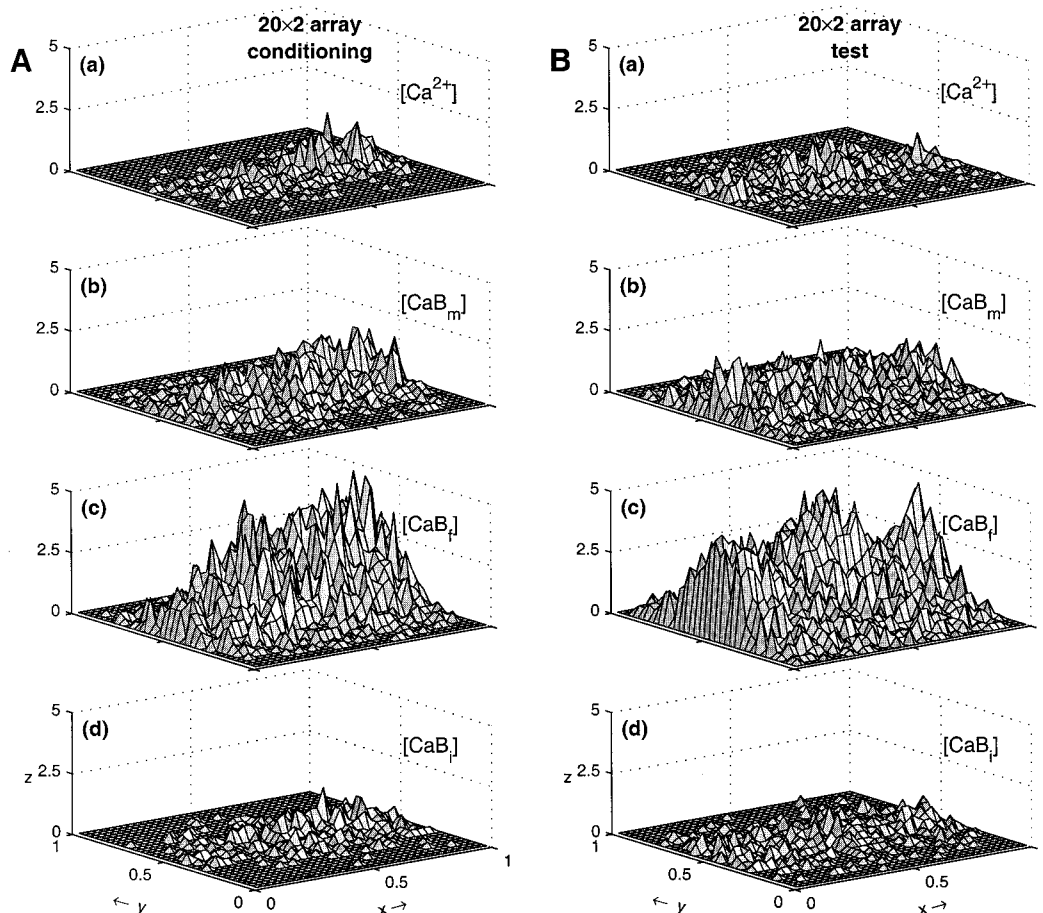 A
20×2 array
conditioning
(a)
[Ca2+]
5
2.5
0
(b)
[CaBm]
5
2.5
0
(c)
[CaBf]
5
2.5
0
(d)
[CaBi]
5
z 2.5
0
1
0.5
0
← y
0
0.5
1
x →
B
20×2 array
test
(a)
[Ca2+]
5
2.5
0
(b)
[CaBm]
5
2.5
0
(c)
[CaBf]
5
2.5
0
(d)
[CaBi]
5
z 2.5
0
1
0.5
0
← y
0
0.5
1
x →